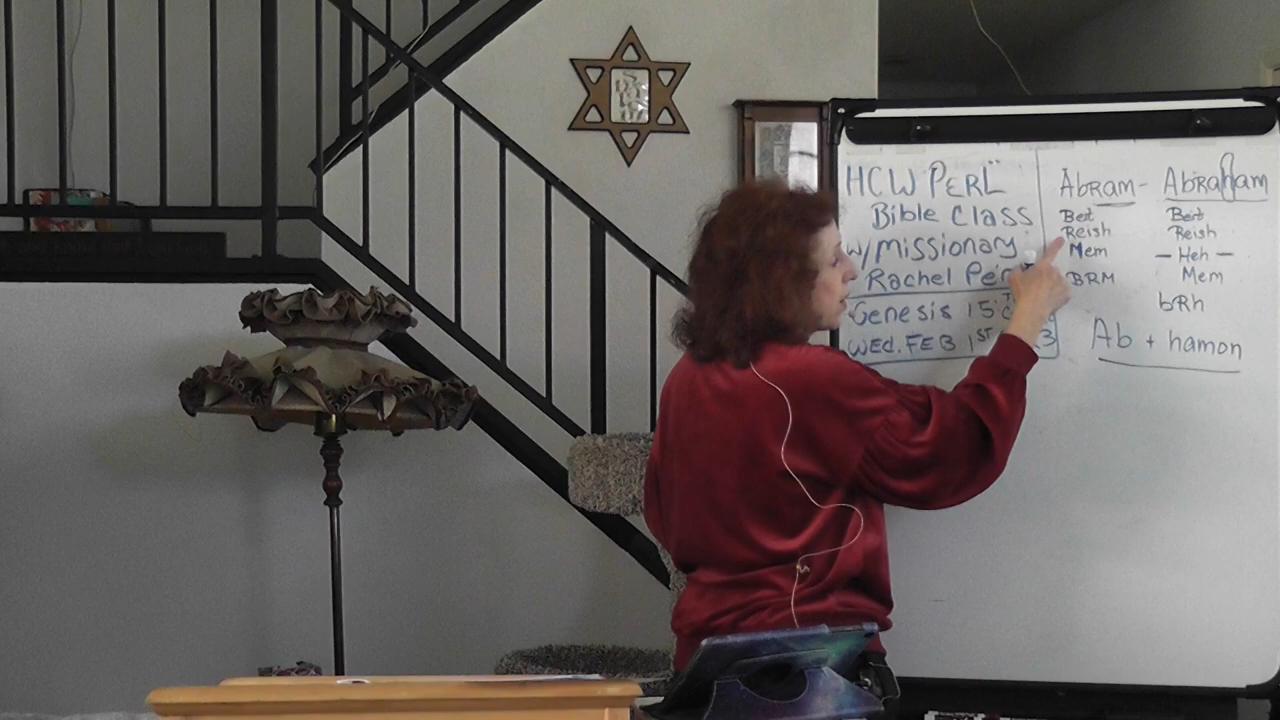 HCW PERL
Bible Class
w/Missionary
Rachel
Genesis 15
WED. FEB 1ST 3
Abram - Abraham
Beit
Reish
Mem
BRM
Beit
Reish
- Heh -
Mem
bRh
Ab + hamon